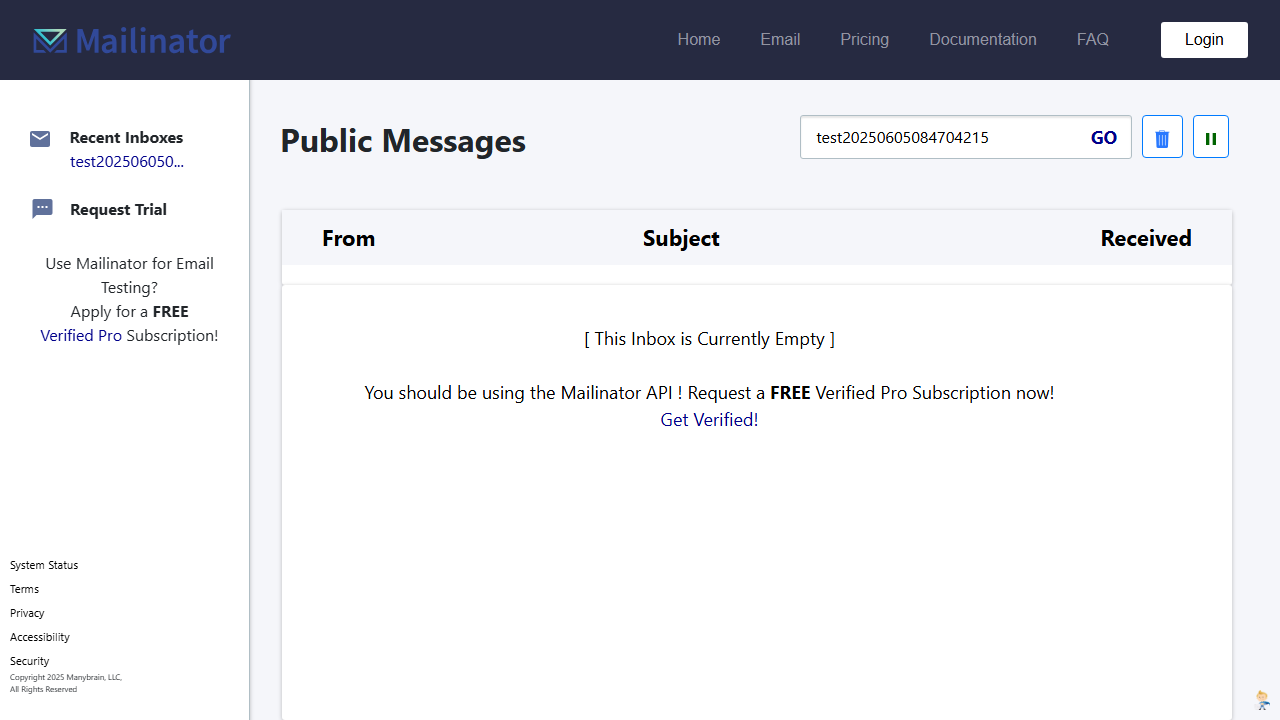 Mailinator
Home
Email
Pricing
Documentation
FAQ
Login
Recent Inboxes
test202506050...
Request Trial
Use Mailinator for Email
Testing?
Apply for a FREE
Verified Pro Subscription!
System Status
Terms
Privacy
Accessibility
Security
Copyright 2025 Manybrain, LLC,
All Rights Reserved
Public Messages
test20250605084704215
GO
From
Subject
Received
[ This Inbox is Currently Empty ]
You should be using the Mailinator API ! Request a FREE Verified Pro Subscription now!
Get Verified!